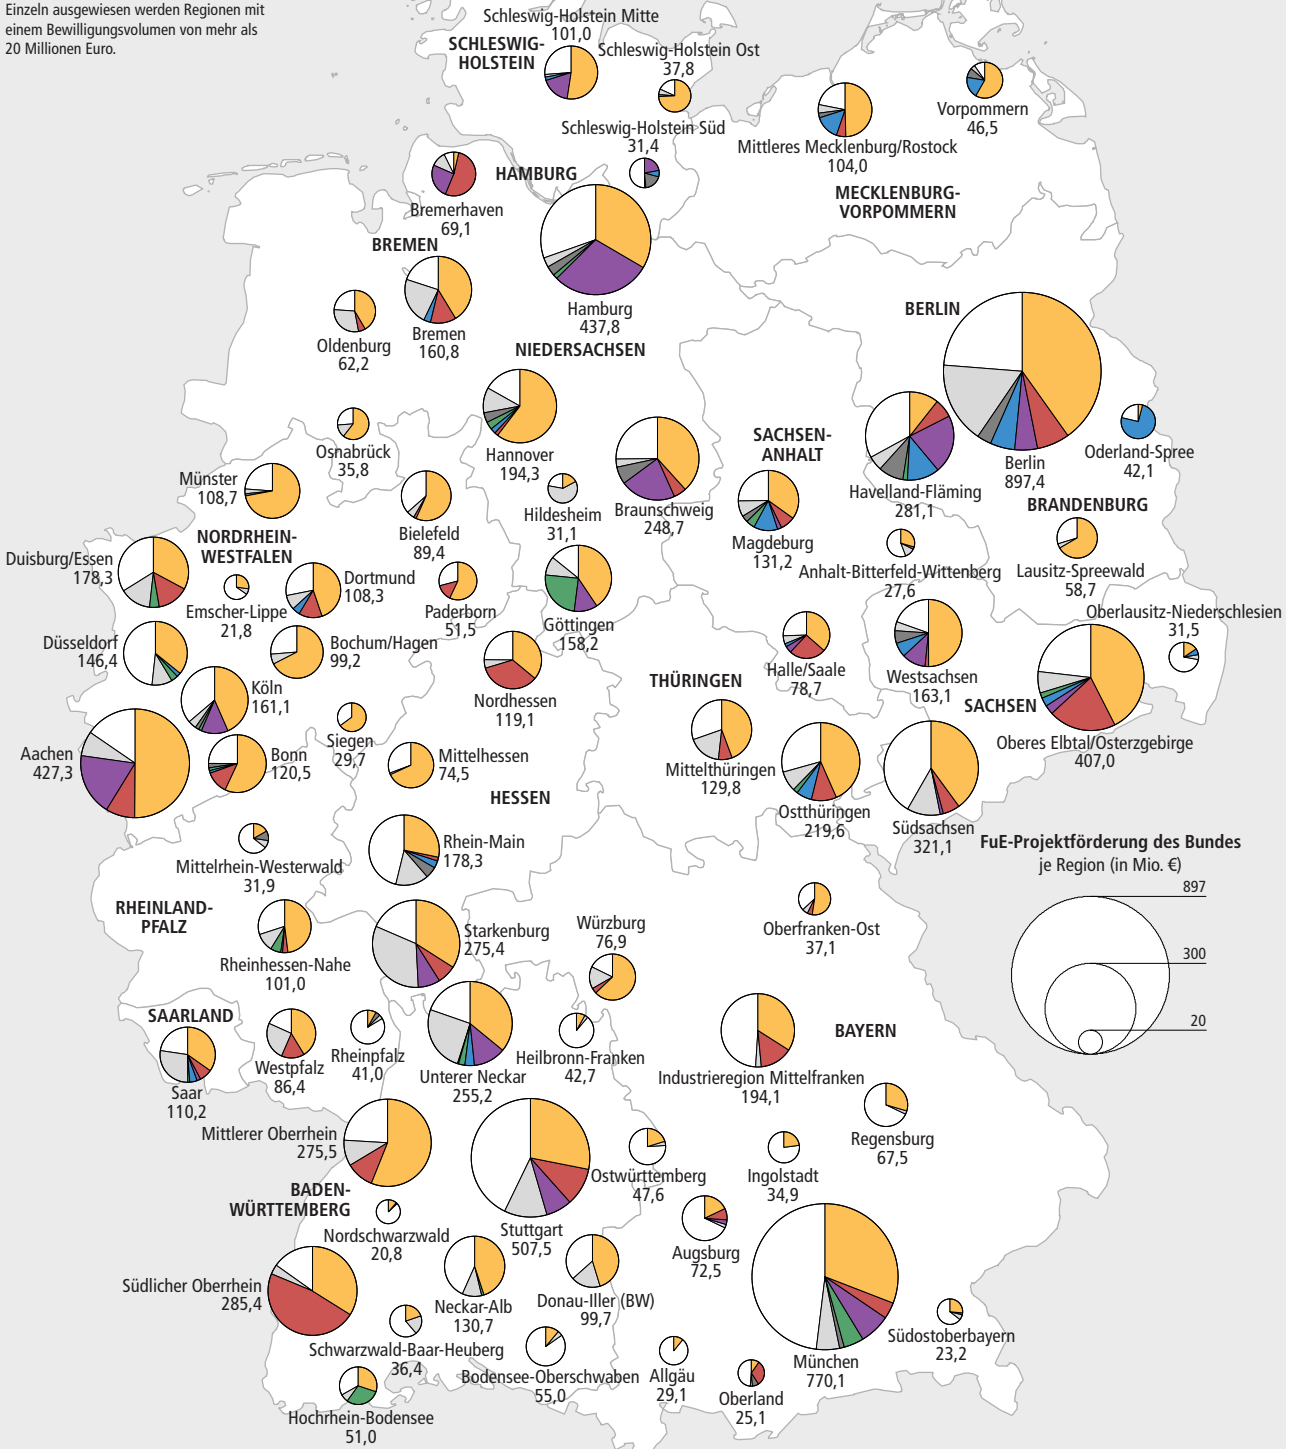 Einzeln ausgewiesen werden Regionen mit
einem Bewilligungsvolumen von mehr als
20 Millionen Euro.
Schleswig-Holstein Mitte
101,0
SCHLESWIG-
HOLSTEIN
Schleswig-Holstein Ost
37,8
Vorpommern
46,5
Schleswig-Holstein Süd
31,4
Mittleres Mecklenburg/Rostock
104,0
MECKLENBURG-
VORPOMMERN
HAMBURG
Bremerhaven
69,1
BREMEN
Hamburg
437,8
BERLIN
Bremen
160,8
Oldenburg
62,2
NIEDERSACHSEN
SACHSEN-
ANHALT
Osnabrück
35,8
Hannover
194,3
Berlin
897,4
Oderland-Spree
42,1
Münster
108,7
Havelland-Fläming
281,1
BRANDENBURG
Hildesheim
31,1
Braunschweig
248,7
Bielefeld
89,4
NORDRHEIN-
WESTFALEN
Magdeburg
131,2
Duisburg/Essen
178,3
Anhalt-Bitterfeld-Wittenberg
27,6
Lausitz-Spreewald
58,7
Dortmund
108,3
Emscher-Lippe
21,8
Paderborn
51,5
Göttingen
158,2
Oberlausitz-Niederschlesien
31,5
Düsseldorf
146,4
Bochum/Hagen
99,2
Halle/Saale
78,7
Westsachsen
163,1
THÜRINGEN
Köln
161,1
Nordhessen
119,1
SACHSEN
Siegen
29,7
Oberes Elbtal/Osterzgebirge
407,0
Aachen
427,3
Bonn
120,5
Mittelhessen
74,5
Mittelthüringen
129,8
HESSEN
Ostthüringen
219,6
Südsachsen
321,1
FuE-Projektförderung des Bundes
je Region (in Mio. €)
897
300
20
Rhein-Main
178,3
Mittelrhein-Westerwald
31,9
RHEINLAND-
PFALZ
Starkenburg
275,4
Würzburg
76,9
Oberfranken-Ost
37,1
Rheinhessen-Nahe
101,0
SAARLAND
BAYERN
Rheinpfalz
41,0
Heilbronn-Franken
42,7
Westpfalz
86,4
Unterer Neckar
255,2
Industrieregion Mittelfranken
194,1
Saar
110,2
Mittlerer Oberrhein
275,5
Regensburg
67,5
Ostwürttemberg
47,6
Ingolstadt
34,9
BADEN-
WÜRTTEMBERG
Nordschwarzwald
20,8
Stuttgart
507,5
Augsburg
72,5
Südlicher Oberrhein
285,4
Neckar-Alb
130,7
Donau-Iller (BW)
99,7
Südostoberbayern
23,2
Schwarzwald-Baar-Heuberg
36,4
Bodensee-Oberschwaben
55,0
Allgäu
29,1
München
770,1
Oberland
25,1
Hochrhein-Bodensee
51,0